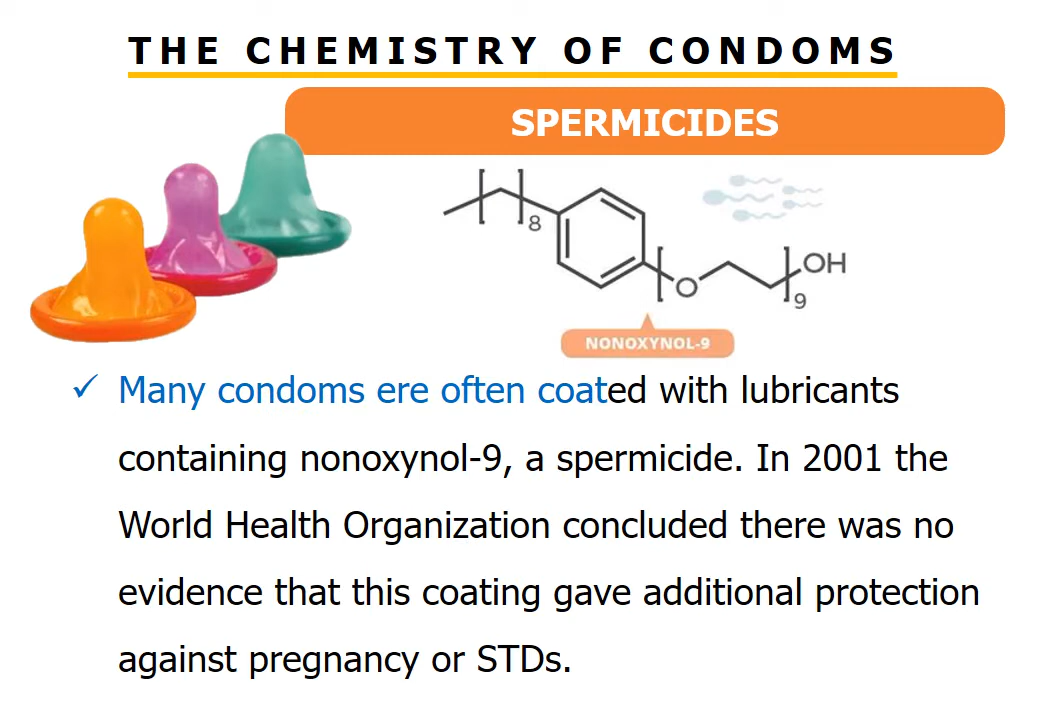 THE CHEMISTRY OF CONDOMS
SPERMICIDES
8
O
9
OH
NONOXYNOL-9
✓ Many condoms ere often coated with lubricants
containing nonoxynol-9, a spermicide. In 2001 the
World Health Organization concluded there was no
evidence that this coating gave additional protection
against pregnancy or STDs.